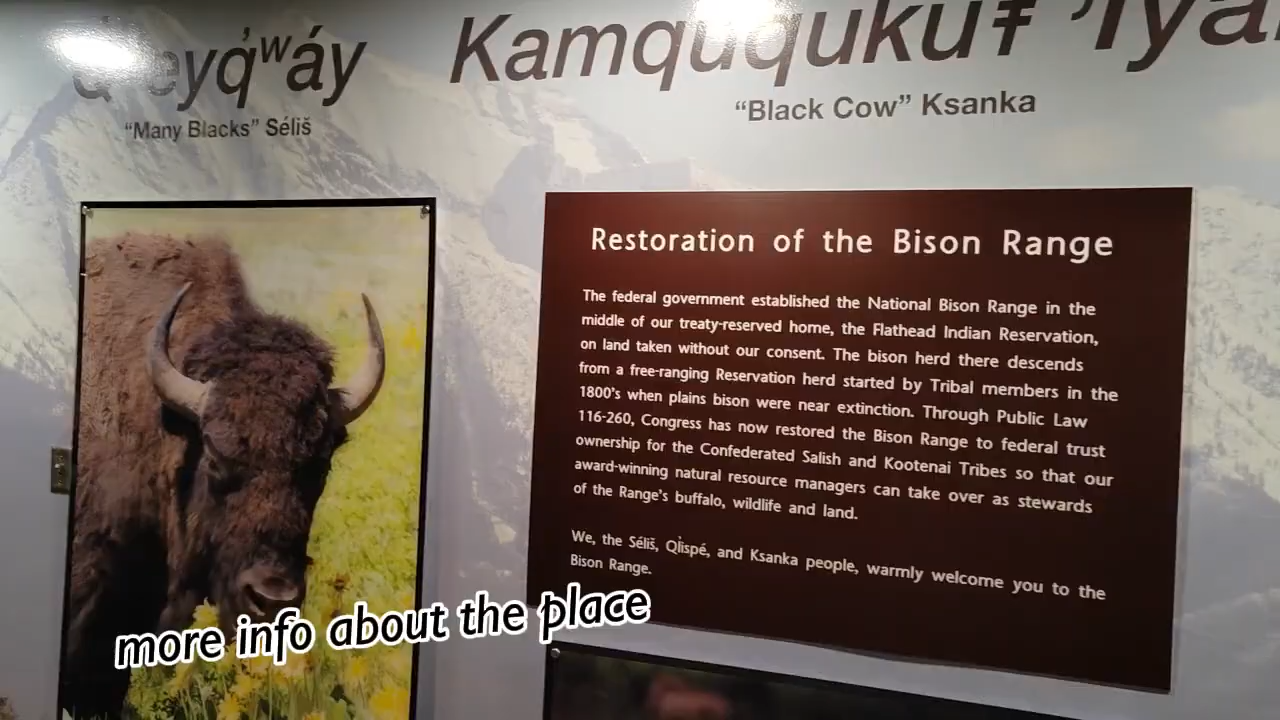 Kamququkuⱡ ’Iya
“Many Blacks” Séliš
“Black Cow” Ksanka
Restoration of the Bison Range
The federal government established the National Bison Range in the
middle of our treaty-reserved home, the Flathead Indian Reservation,
on land taken without our consent. The bison herd there descends
from a free-ranging Reservation herd started by Tribal members in the
1800's when plains bison were near extinction. Through Public Law
116-260, Congress has now restored the Bison Range to federal trust
ownership for the Confederated Salish and Kootenai Tribes so that our
award-winning natural resource managers can take over as stewards
of the Range's buffalo, wildlife and land.
We, the Séliš, Ql̓ispé, and Ksanka people, warmly welcome you to the
Bison Range.
more info about the place